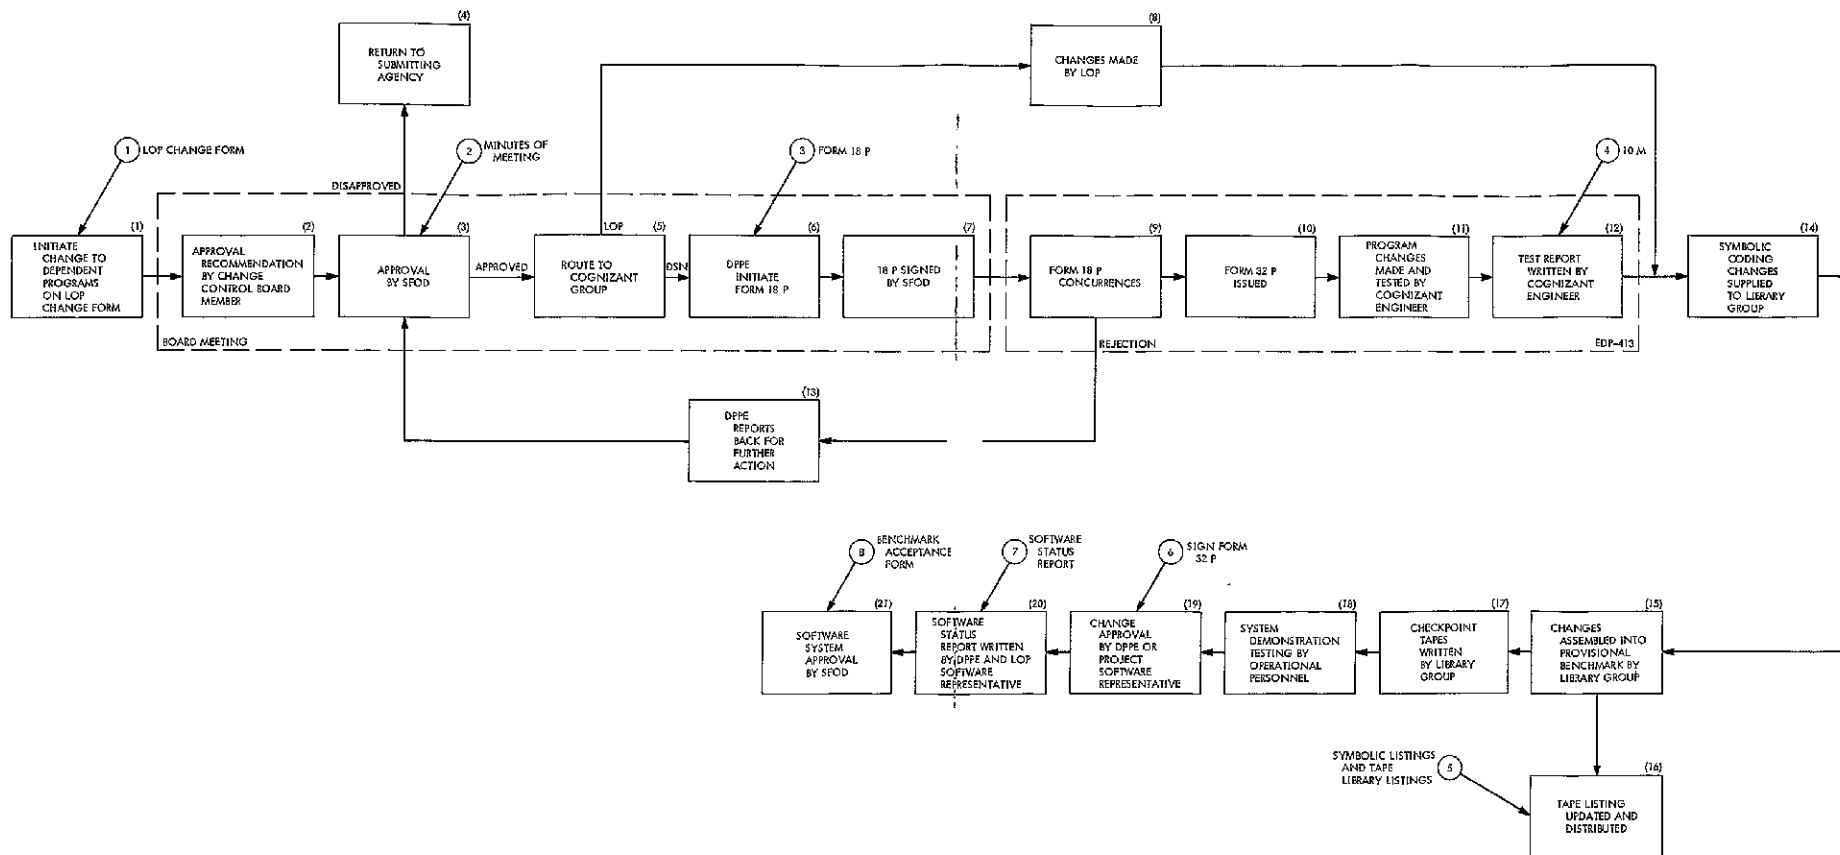 (4)
RETURN TO
SUBMITTING
AGENCY
(8)
CHANGES MADE
BY LOP
1
LOP CHANGE FORM
2
MINUTES OF
MEETING
3
FORM 18 P
4
10 M
DISAPPROVED
(1)
INITIATE
CHANGE TO
DEPENDENT
PROGRAMS
ON LOP
CHANGE FORM
(2)
APPROVAL
RECOMMENDATION
BY CHANGE
CONTROL BOARD
MEMBER
(3)
APPROVAL
BY SFOD
APPROVED
LOP
(5)
ROUTE TO
COGNIZANT
GROUP
DSN
(6)
DPPE
INITIATE
FORM 18 P
(7)
18 P SIGNED
BY SFOD
(9)
FORM 18 P
CONCURRENCES
(10)
FORM 32 P
ISSUED
(11)
PROGRAM
CHANGES
MADE AND
TESTED BY
COGNIZANT
ENGINEER
(12)
TEST REPORT
WRITTEN BY
COGNIZANT
ENGINEER
(14)
SYMBOLIC
CODING
CHANGES
SUPPLIED
TO LIBRARY
GROUP
BOARD MEETING
REJECTION
EDP-413
(13)
DPPE
REPORTS
BACK FOR
FURTHER
ACTION
8
BENCHMARK
ACCEPTANCE
FORM
7
SOFTWARE
STATUS
REPORT
6
SIGN FORM
32 P
(21)
SOFTWARE
SYSTEM
APPROVAL
BY SFOD
(20)
SOFTWARE
STATUS
REPORT WRITTEN
BY DPPE AND LOP
SOFTWARE
REPRESENTATIVE
(19)
CHANGE
APPROVAL
BY DPPE OR
PROJECT
SOFTWARE
REPRESENTATIVE
(18)
SYSTEM
DEMONSTRATION
TESTING BY
OPERATIONAL
PERSONNEL
(17)
CHECKPOINT
TAPES
WRITTEN
BY LIBRARY
GROUP
(15)
CHANGES
ASSEMBLED INTO
PROVISIONAL
BENCHMARK BY
LIBRARY GROUP
SYMBOLIC LISTINGS
AND TAPE
LIBRARY LISTINGS
5
(16)
TAPE LISTING
UPDATED AND
DISTRIBUTED